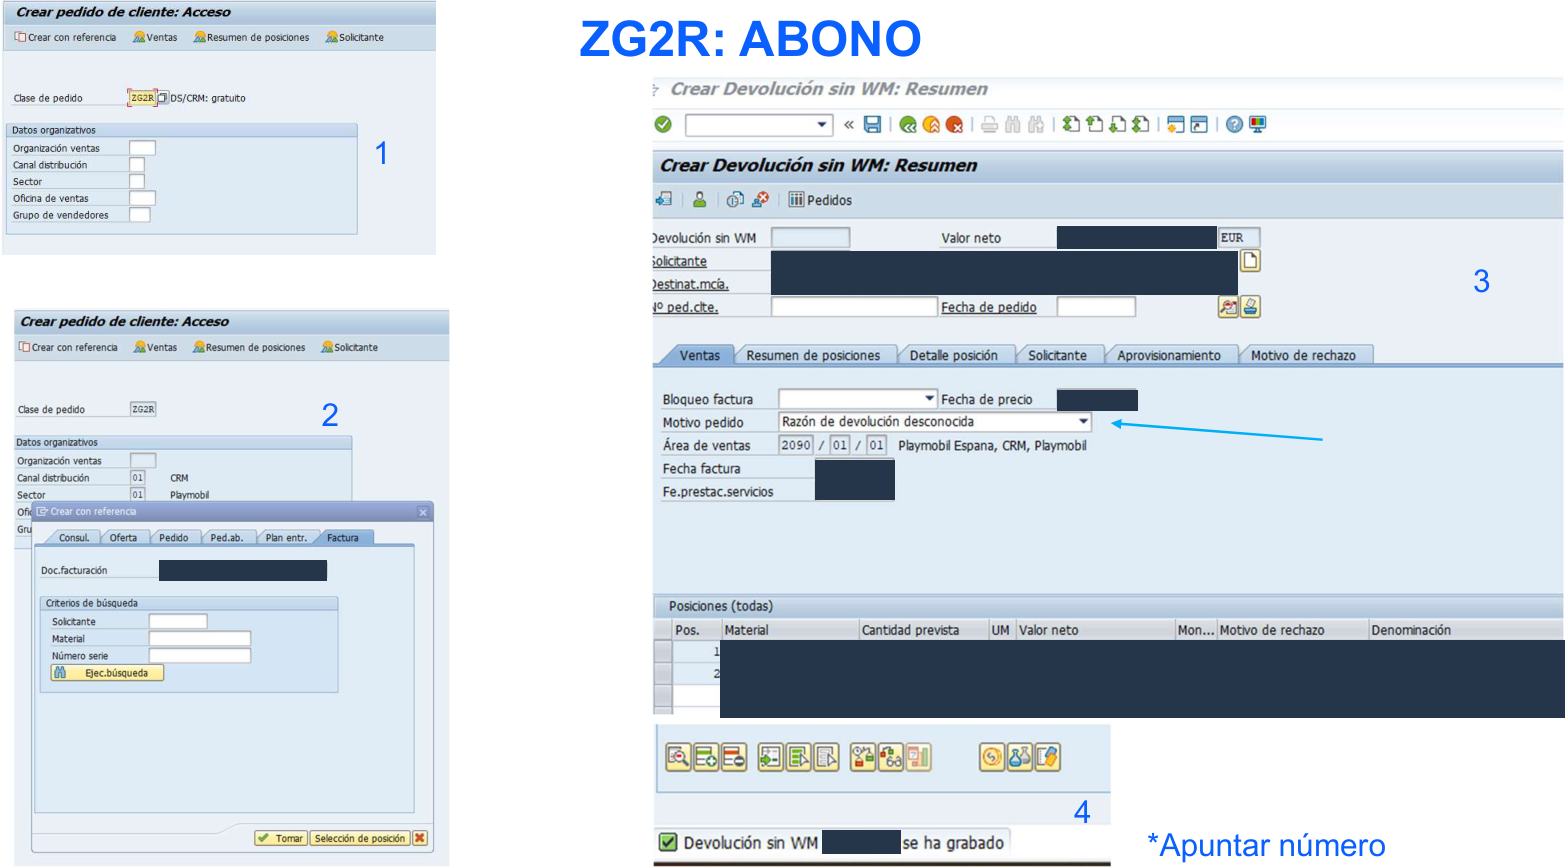 ZG2R: ABONO
Crear pedido de cliente: Acceso
Crear con referencia Ventas Resumen de posiciones Solicitante
Clase de pedido ZG2R DS/CRM: gratuito
Datos organizativos
Organización ventas
Canal distribución
Sector
Oficina de ventas
Grupo de vendedores
1
Crear pedido de cliente: Acceso
Crear con referencia Ventas Resumen de posiciones Solicitante
Clase de pedido ZG2R
2
Datos organizativos
Organización ventas
Canal distribución 01 CRM
Sector 01 Playmobil
Ofi
Gru
Crear con referencia
Consul. Oferta Pedido Ped.ab. Plan entr. Factura
Doc.facturación
Criterios de búsqueda
Solicitante
Material
Número serie
Ejec.búsqueda
Tomar Selección de posición
Crear Devolución sin WM: Resumen
Crear Devolución sin WM: Resumen
Pedidos
Devolución sin WM Valor neto EUR
Solicitante
Destinat.mcía.
Nº ped.clte. Fecha de pedido
3
Ventas Resumen de posiciones Detalle posición Solicitante Aprovisionamiento Motivo de rechazo
Bloqueo factura Fecha de precio
Motivo pedido Razón de devolución desconocida
Área de ventas 2090 / 01 / 01 Playmobil Espana, CRM, Playmobil
Fecha factura
Fe.prestac.servicios
Posiciones (todas)
Pos. Material Cantidad prevista UM Valor neto Mon... Motivo de rechazo Denominación
1
2
4
Devolución sin WM se ha grabado
*Apuntar número